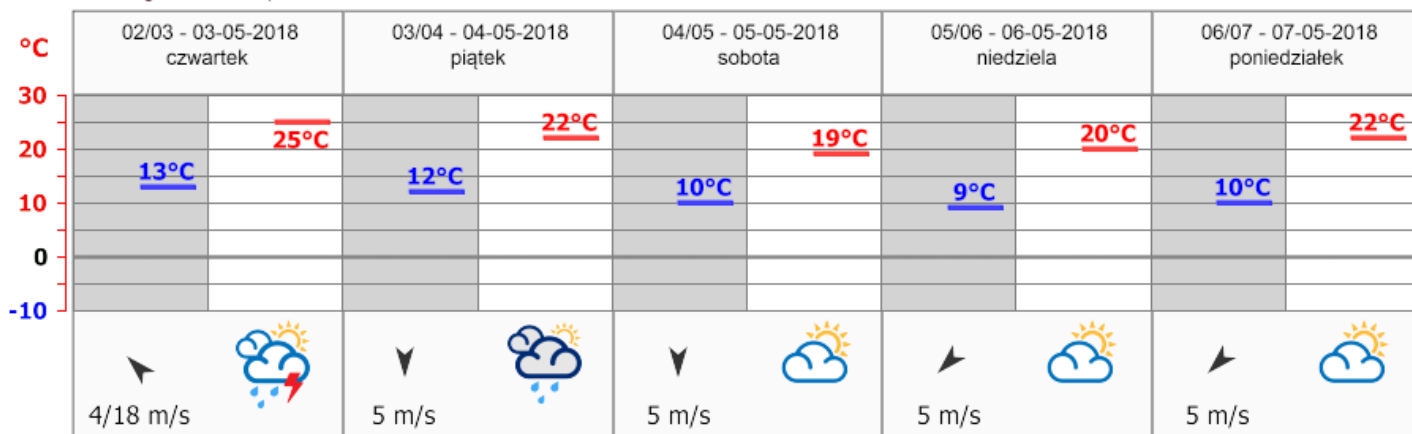 °C
02/03 - 03-05-2018
czwartek
03/04 - 04-05-2018
piątek
04/05 - 05-05-2018
sobota
05/06 - 06-05-2018
niedziela
06/07 - 07-05-2018
poniedziałek
30
20
10
0
-10
13°C
25°C
12°C
22°C
10°C
19°C
9°C
20°C
10°C
22°C
4/18 m/s
5 m/s
5 m/s
5 m/s
5 m/s